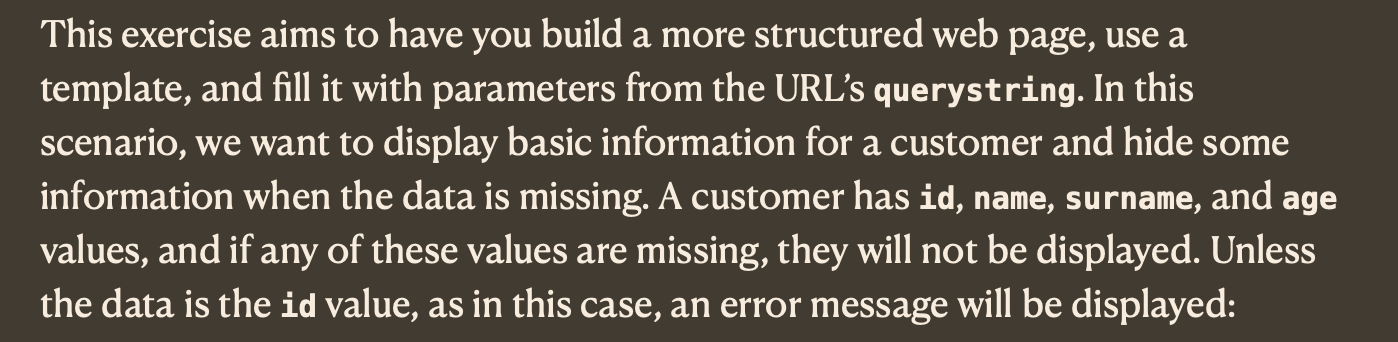 This exercise aims to have you build a more structured web page, use a
template, and fill it with parameters from the URL’s querystring. In this
scenario, we want to display basic information for a customer and hide some
information when the data is missing. A customer has id, name, surname, and age
values, and if any of these values are missing, they will not be displayed. Unless
the data is the id value, as in this case, an error message will be displayed: